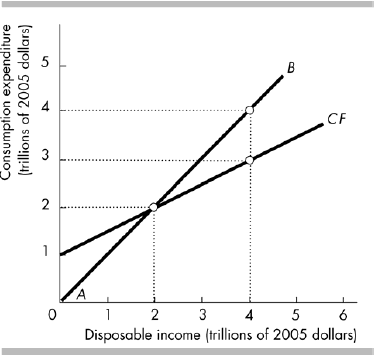 Consumption expenditure
(trillions of 2005 dollars)
5
4
3
2
1
B
CF
A
0 1 2 3 4 5 6
Disposable income (trillions of 2005 dollars)